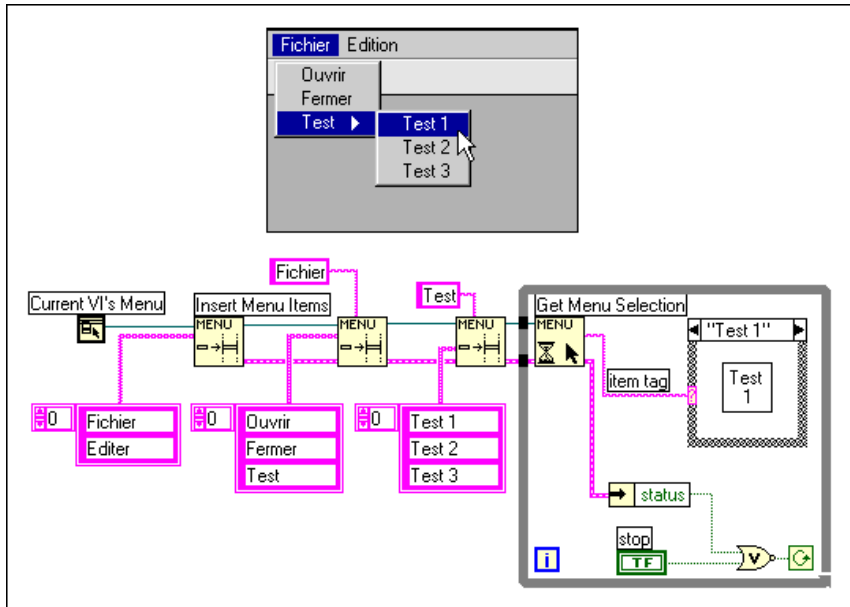 Fichier Edition
Ouvrir
Fermer
Test
Test 1
Test 2
Test 3
Fichier
Test
Current VI's Menu
Insert Menu Items
Get Menu Selection
MENU
MENU
MENU
MENU
"Test 1"
Test
1
item tag
0
Fichier
Editer
0
Ouvrir
Fermer
Test
0
Test 1
Test 2
Test 3
status
stop
TF
i
V